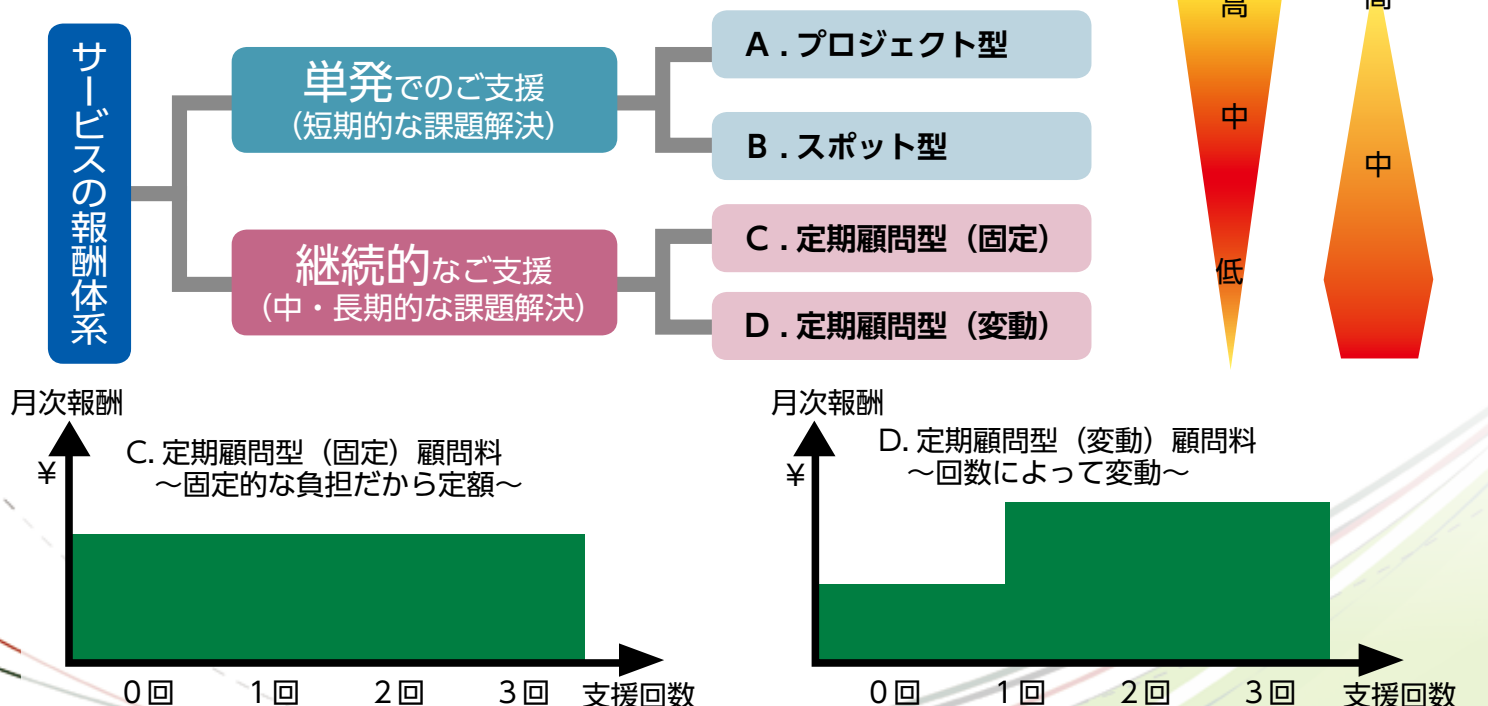 サービスの報酬体系
単発でのご支援
（短期的な課題解決）
継続的なご支援
（中・長期的な課題解決）
A．プロジェクト型
B．スポット型
C．定期顧問型（固定）
D．定期顧問型（変動）
高
中
低
高
中
月次報酬
¥
C. 定期顧問型（固定）顧問料
～固定的な負担だから定額～
0回 1回 2回 3回 支援回数
月次報酬
¥
D. 定期顧問型（変動）顧問料
～回数によって変動～
0回 1回 2回 3回 支援回数